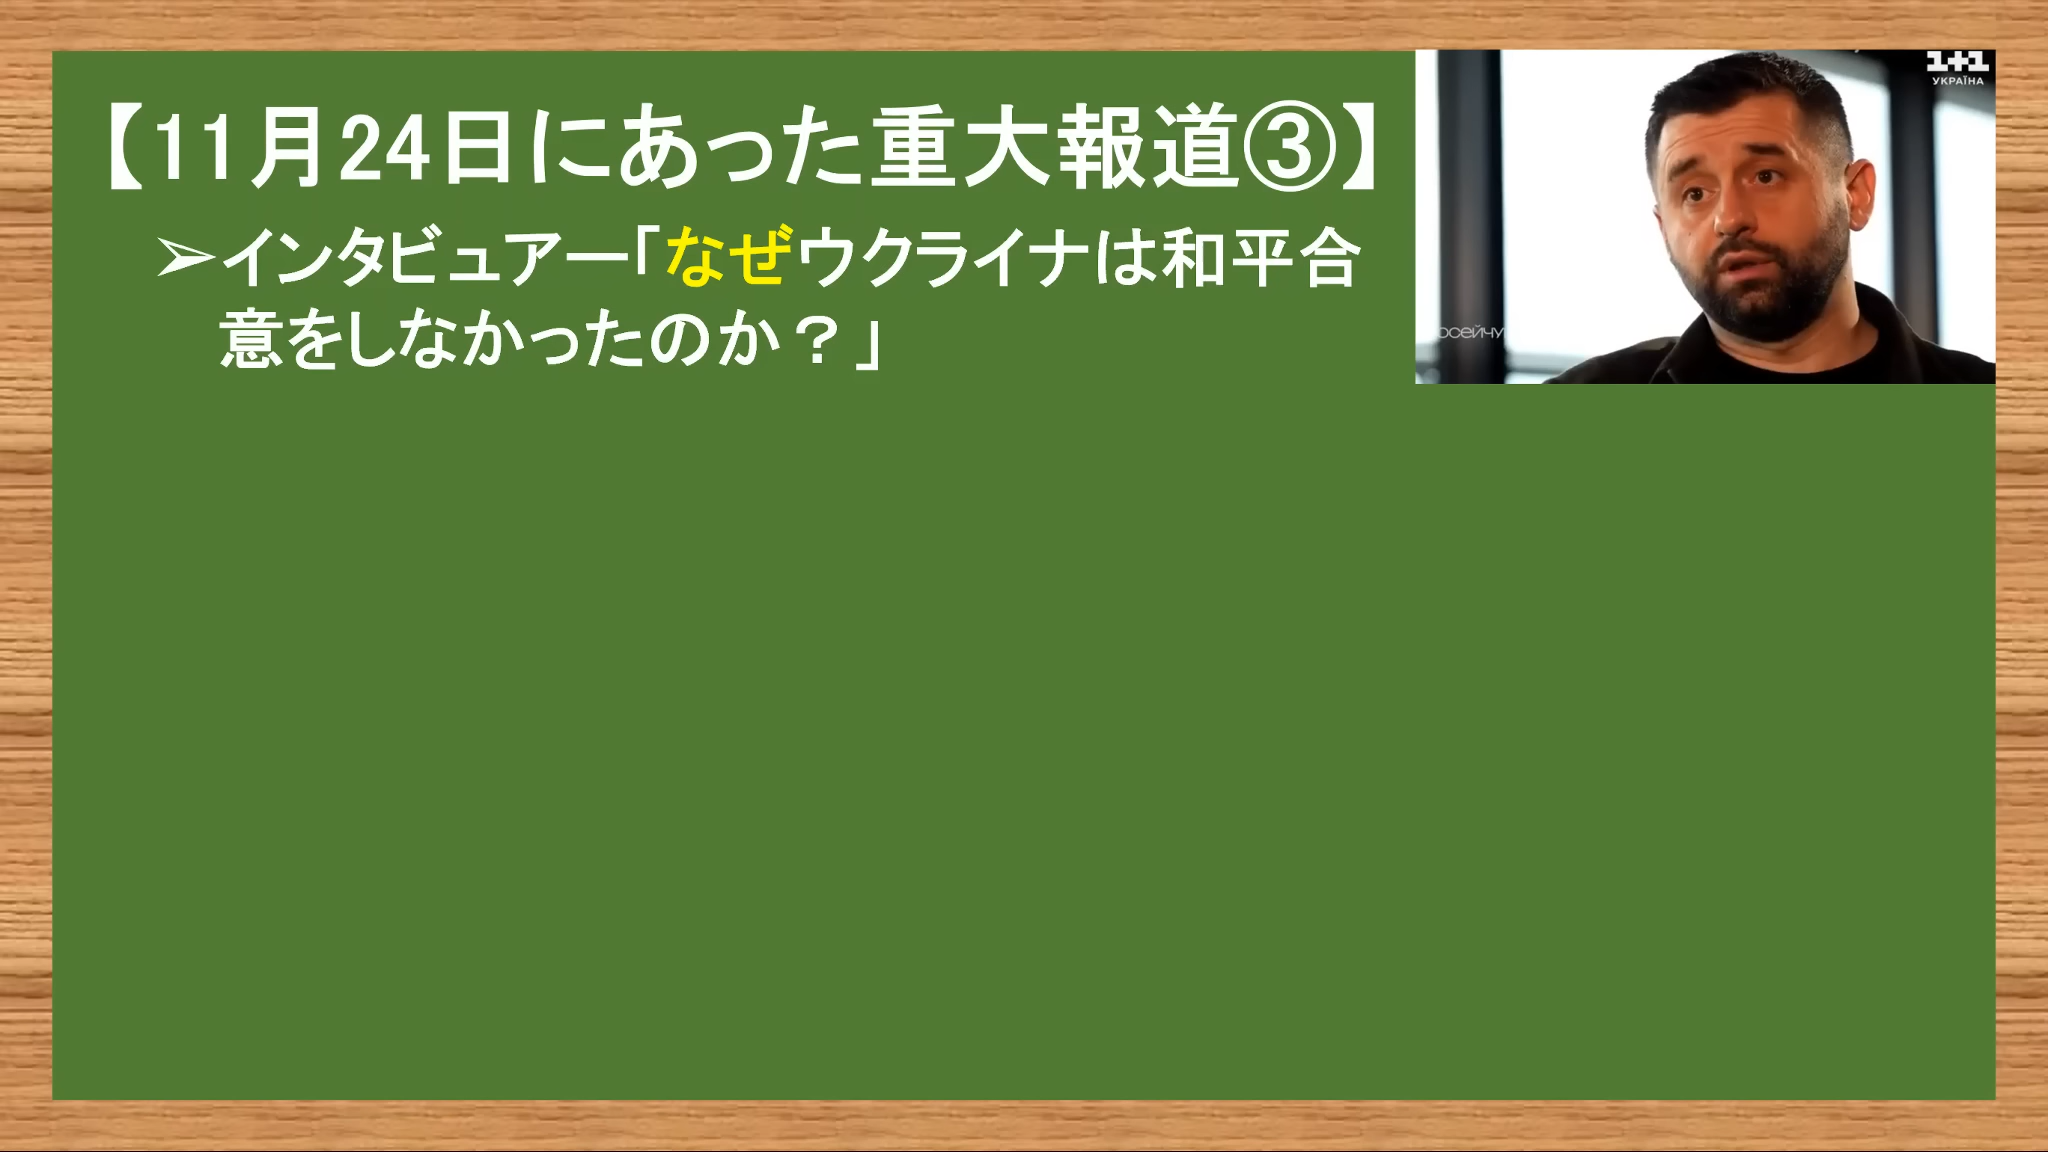 【11月24日にあった重大報道③】
➢インタビュアー「なぜウクライナは和平合
意をしなかったのか？」
1+1
УКРАЇНА
осейчу